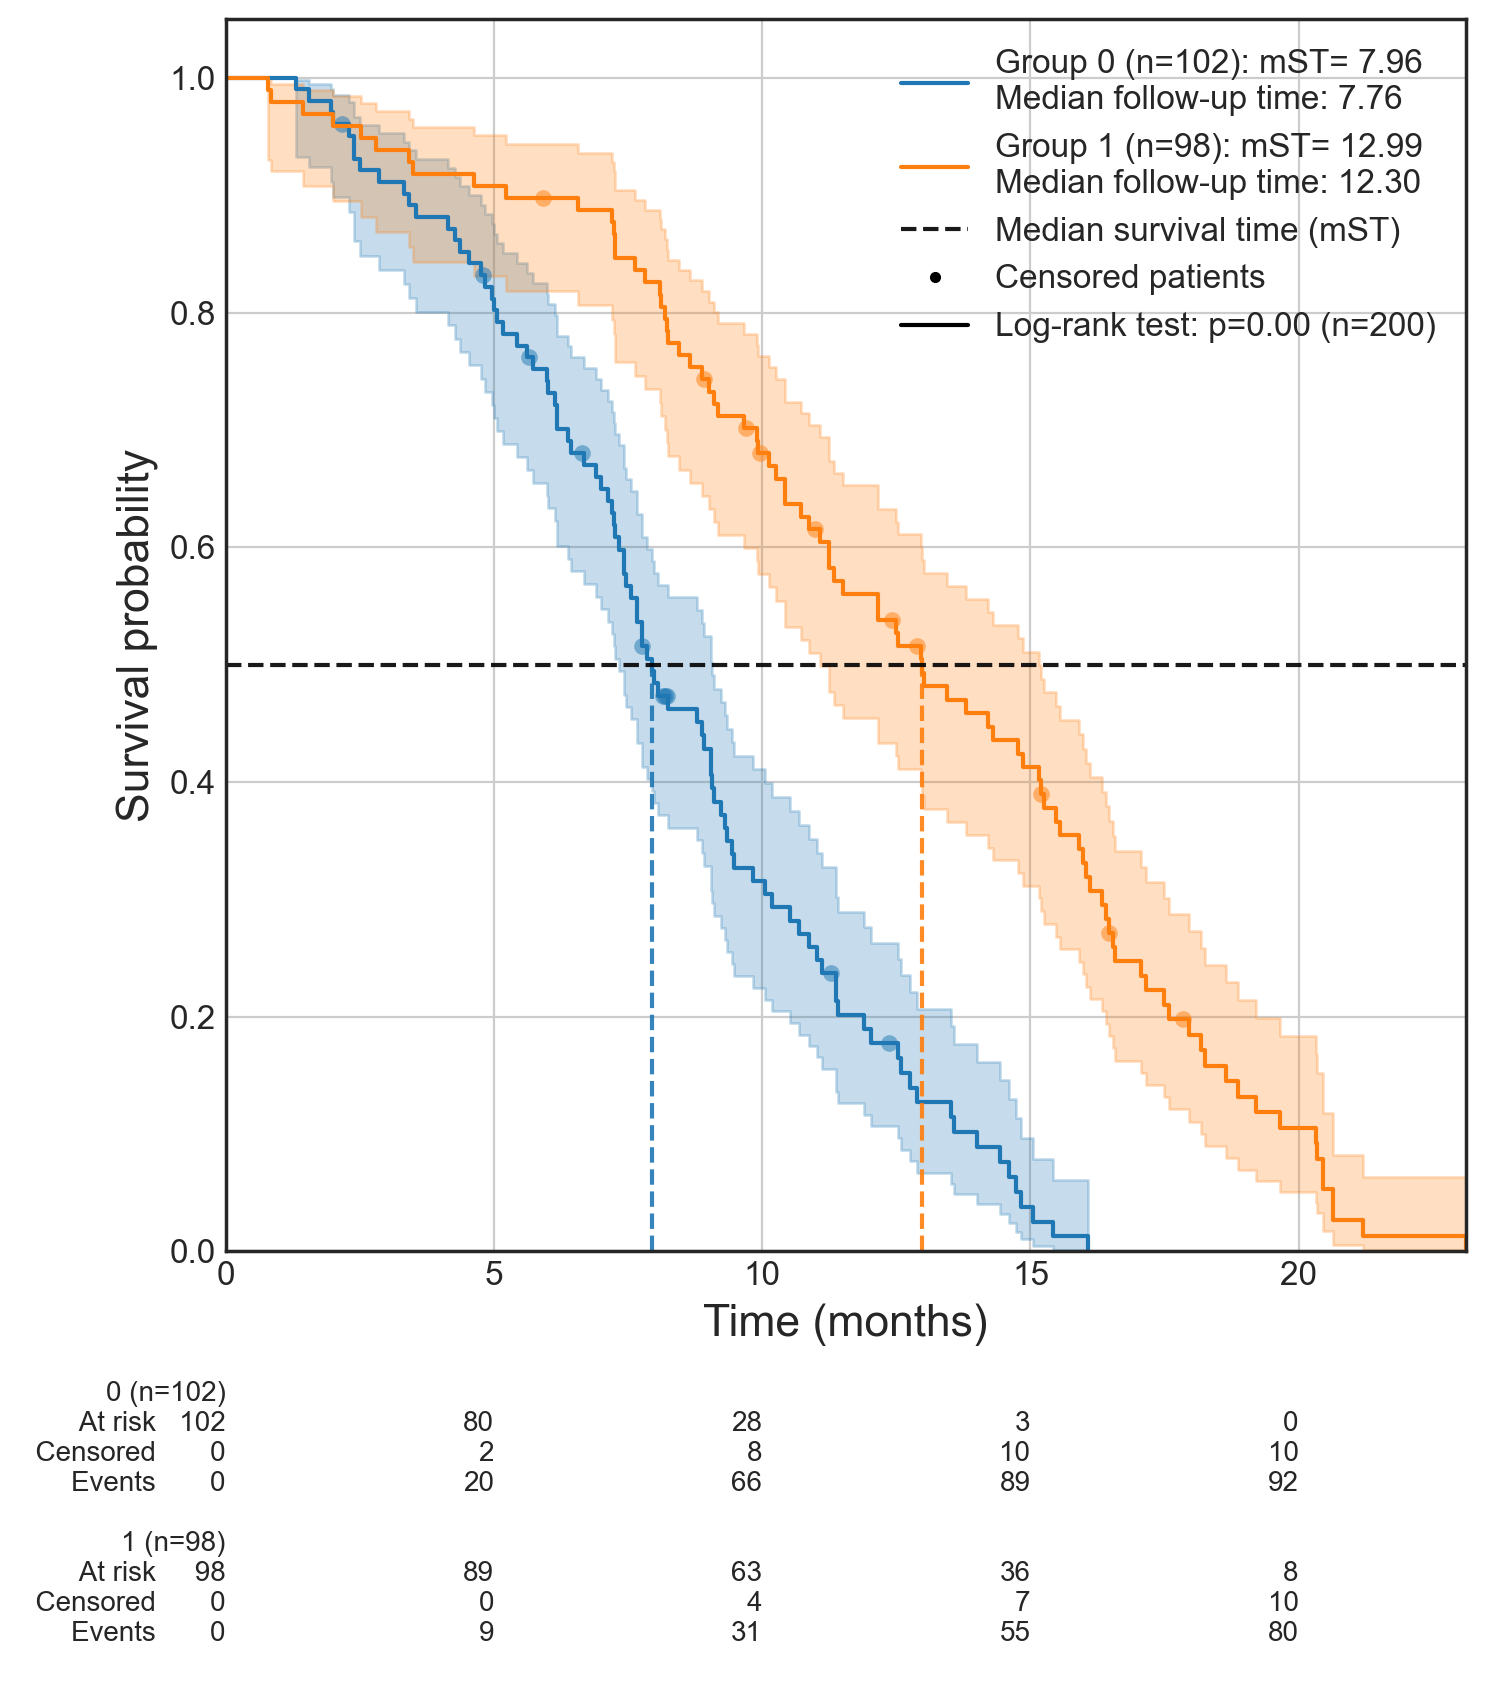 Group 0 (n=102): mST= 7.96
Median follow-up time: 7.76
Group 1 (n=98): mST= 12.99
Median follow-up time: 12.30
Median survival time (mST)
Censored patients
Log-rank test: p=0.00 (n=200)
Survival probability
1.0
0.8
0.6
0.4
0.2
0.0
0 5 10 15 20
Time (months)
0 (n=102)
At risk 102 80 28 3 0
Censored 0 2 8 10 10
Events 0 20 66 89 92
1 (n=98)
At risk 98 89 63 36 8
Censored 0 0 4 7 10
Events 0 9 31 55 80